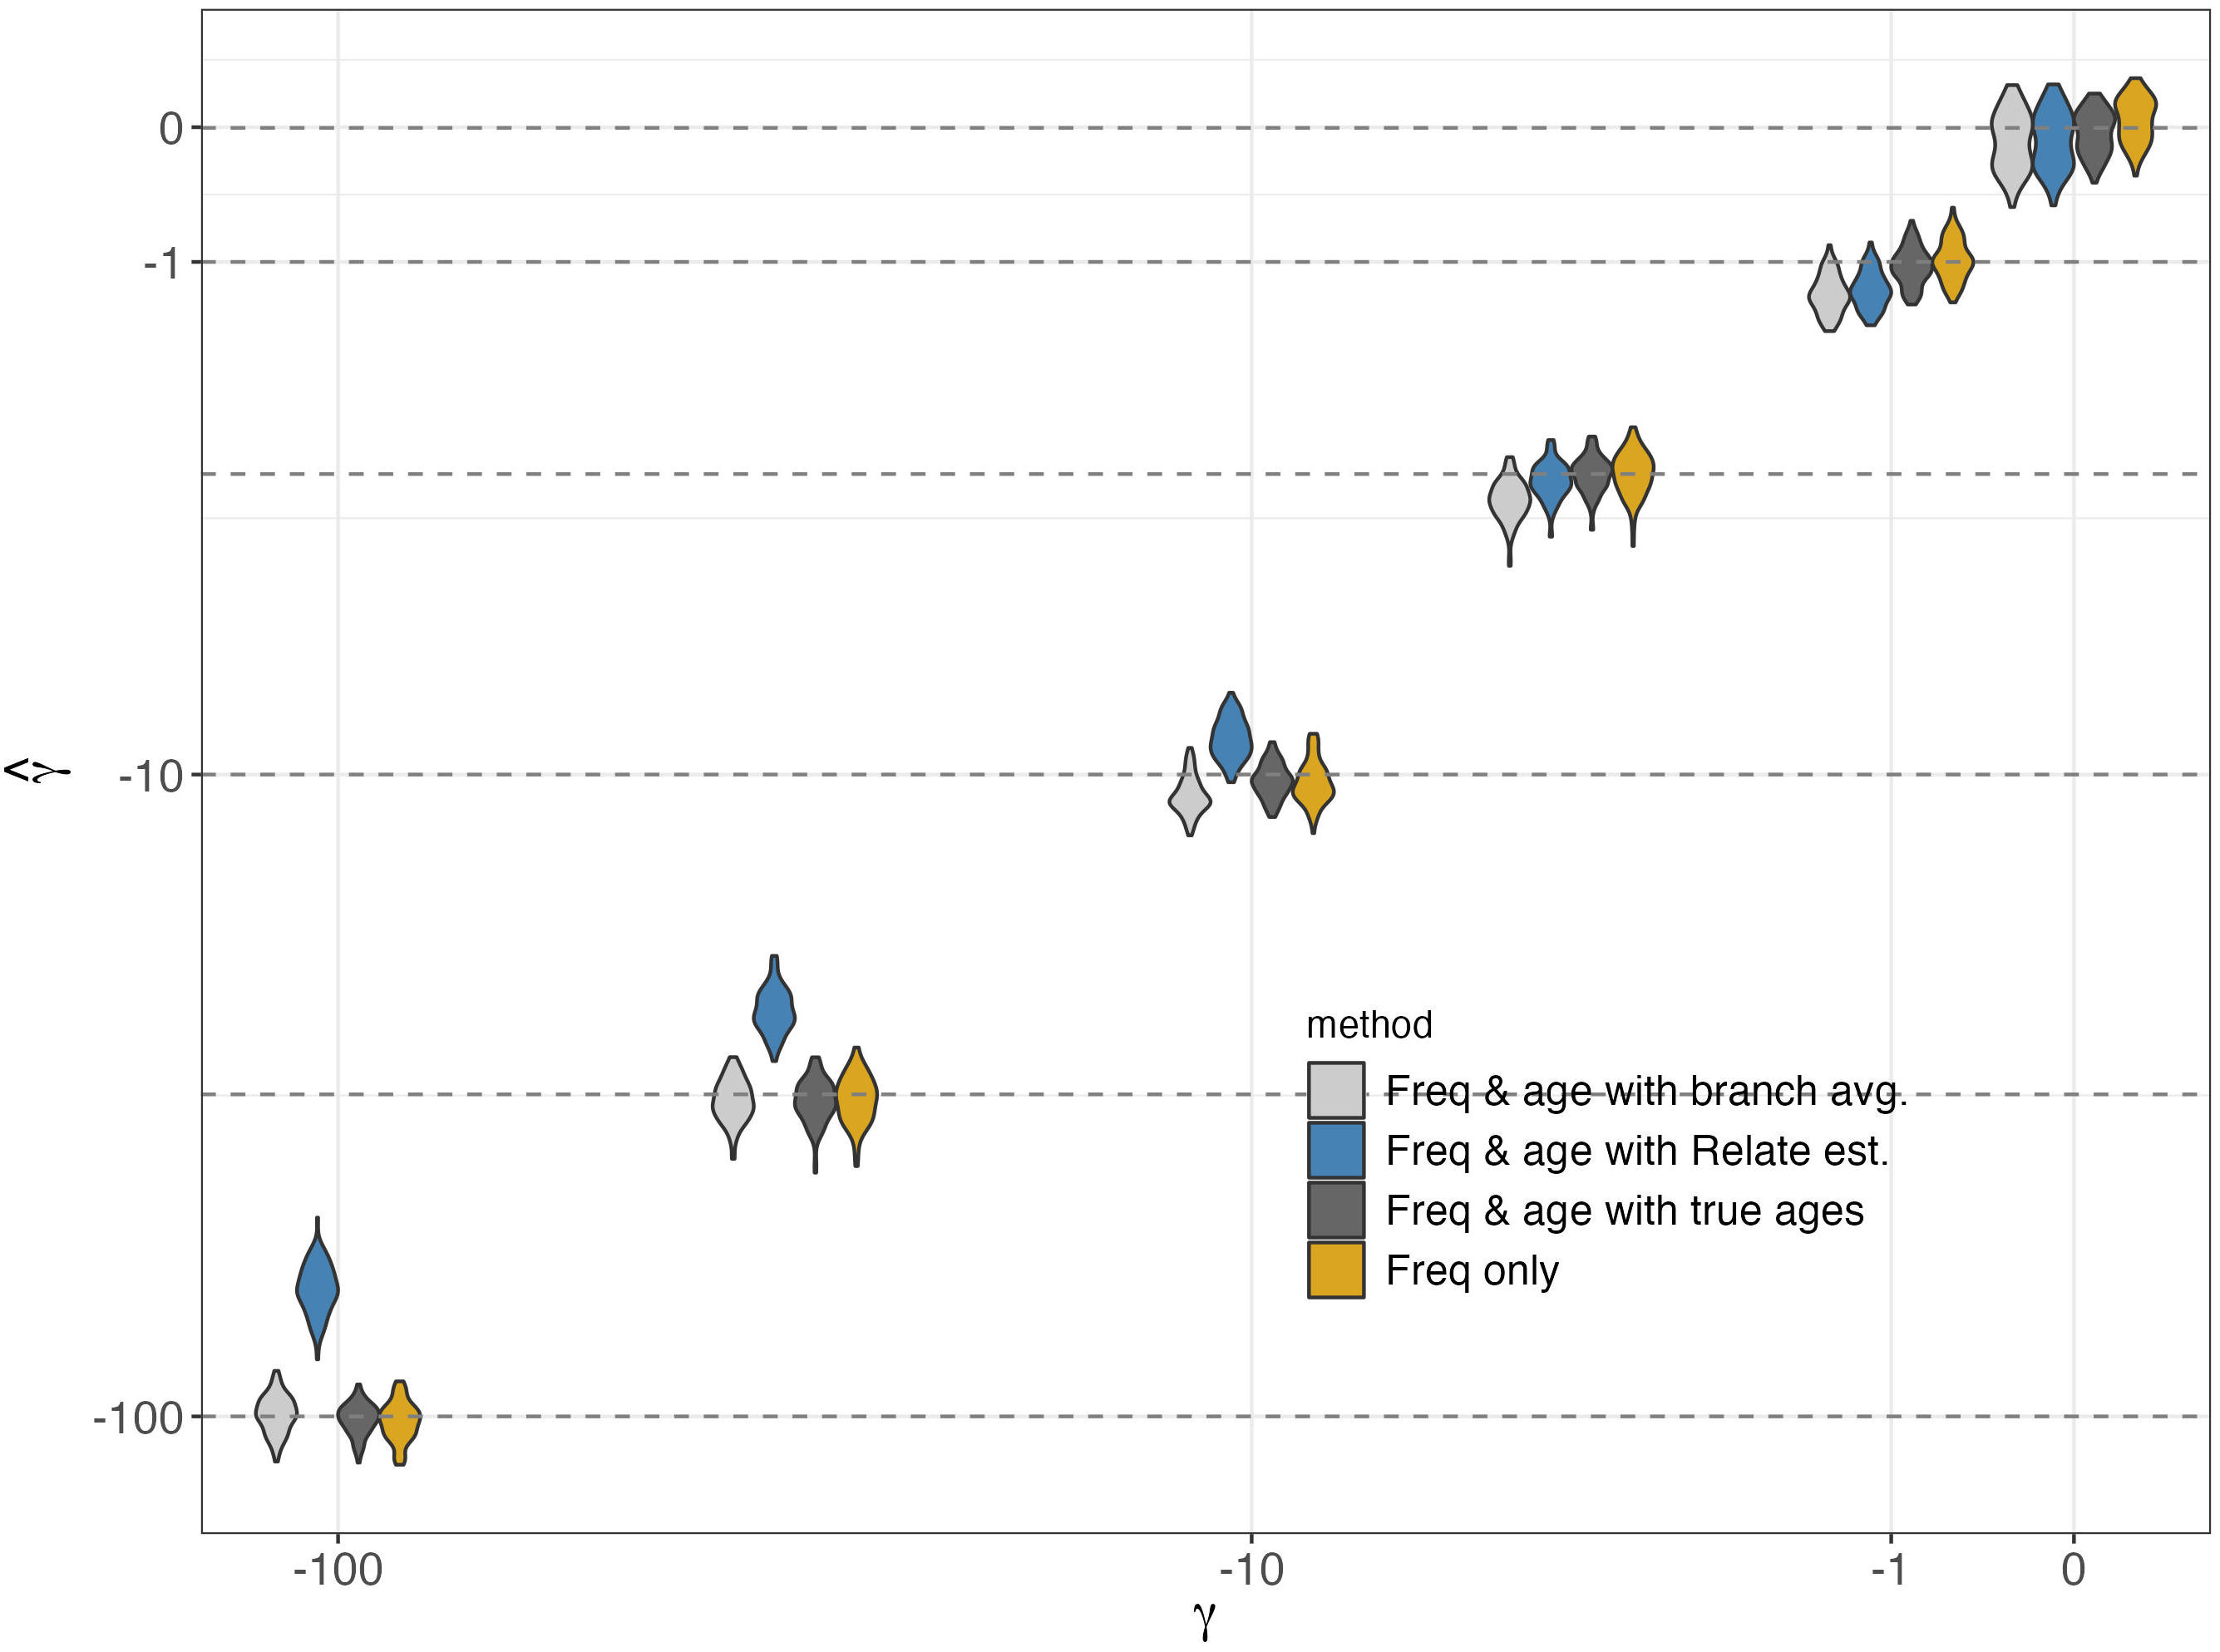 0
-1
-10
-100
γ̂
method
Freq & age with branch avg.
Freq & age with Relate est.
Freq & age with true ages
Freq only
-100
-10
-1
0
γ